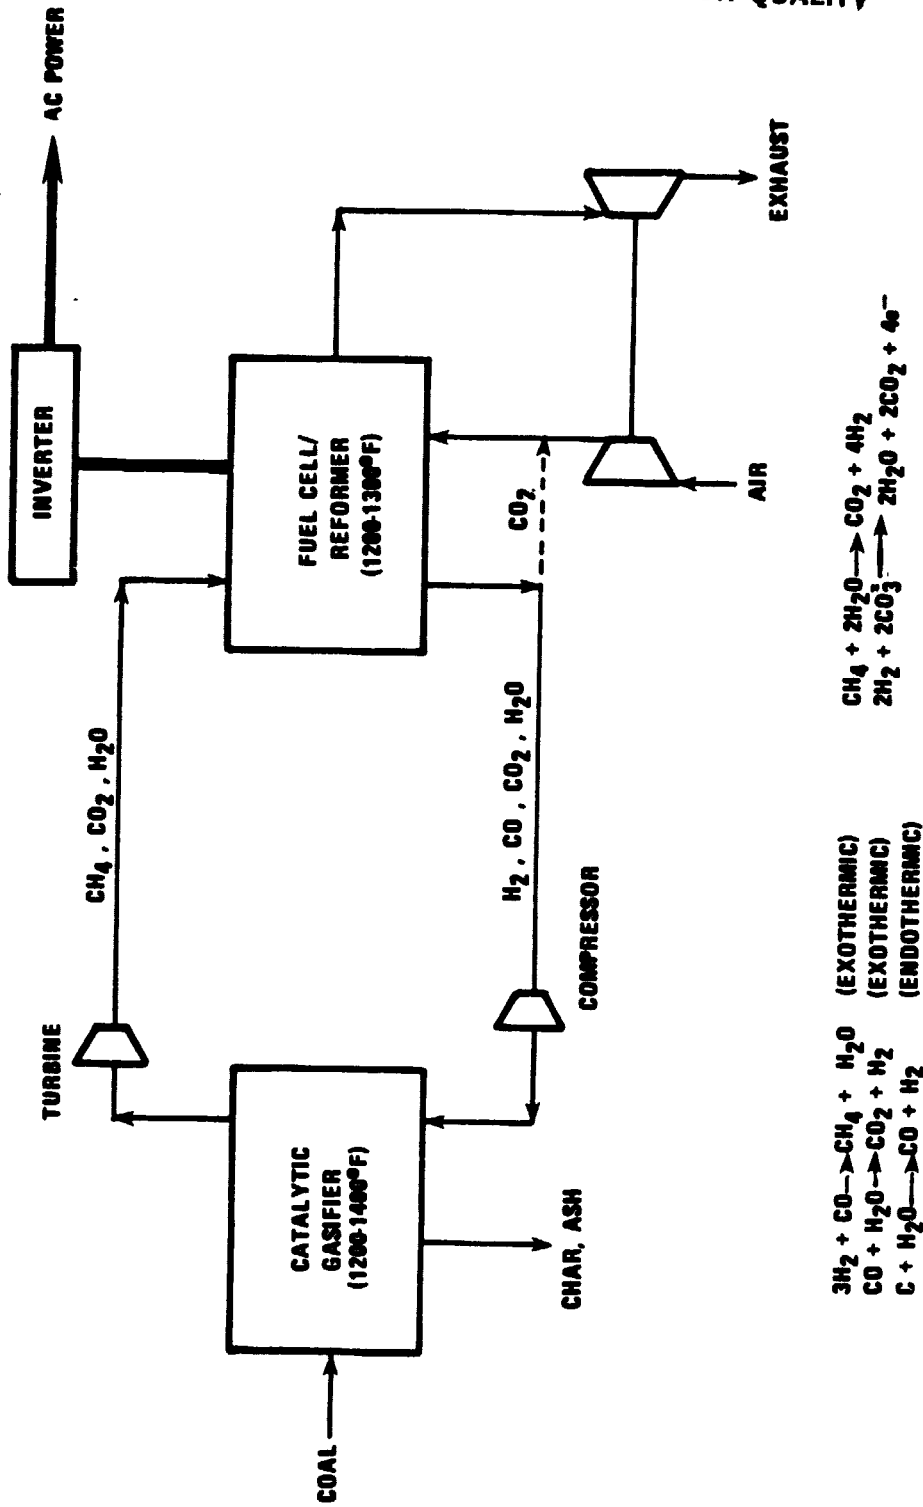 QUALITY
INVERTER
AC POWER
TURBINE
CH4 , CO2 , H2O
FUEL CELL/
REFORMER
(1200-1300°F)
CATALYTIC
GASIFIER
(1200-1400°F)
COAL
CHAR, ASH
COMPRESSOR
H2 , CO , CO2 , H2O
CO2
AIR
EXHAUST
3H2 + CO→CH4 + H2O (EXOTHERMIC)
CO + H2O→CO2 + H2 (EXOTHERMIC)
C + H2O→CO + H2 (ENDOTHERMIC)
CH4 + 2H2O→CO2 + 4H2
2H2 + 2CO3=→2H2O + 2CO2 + 4e−